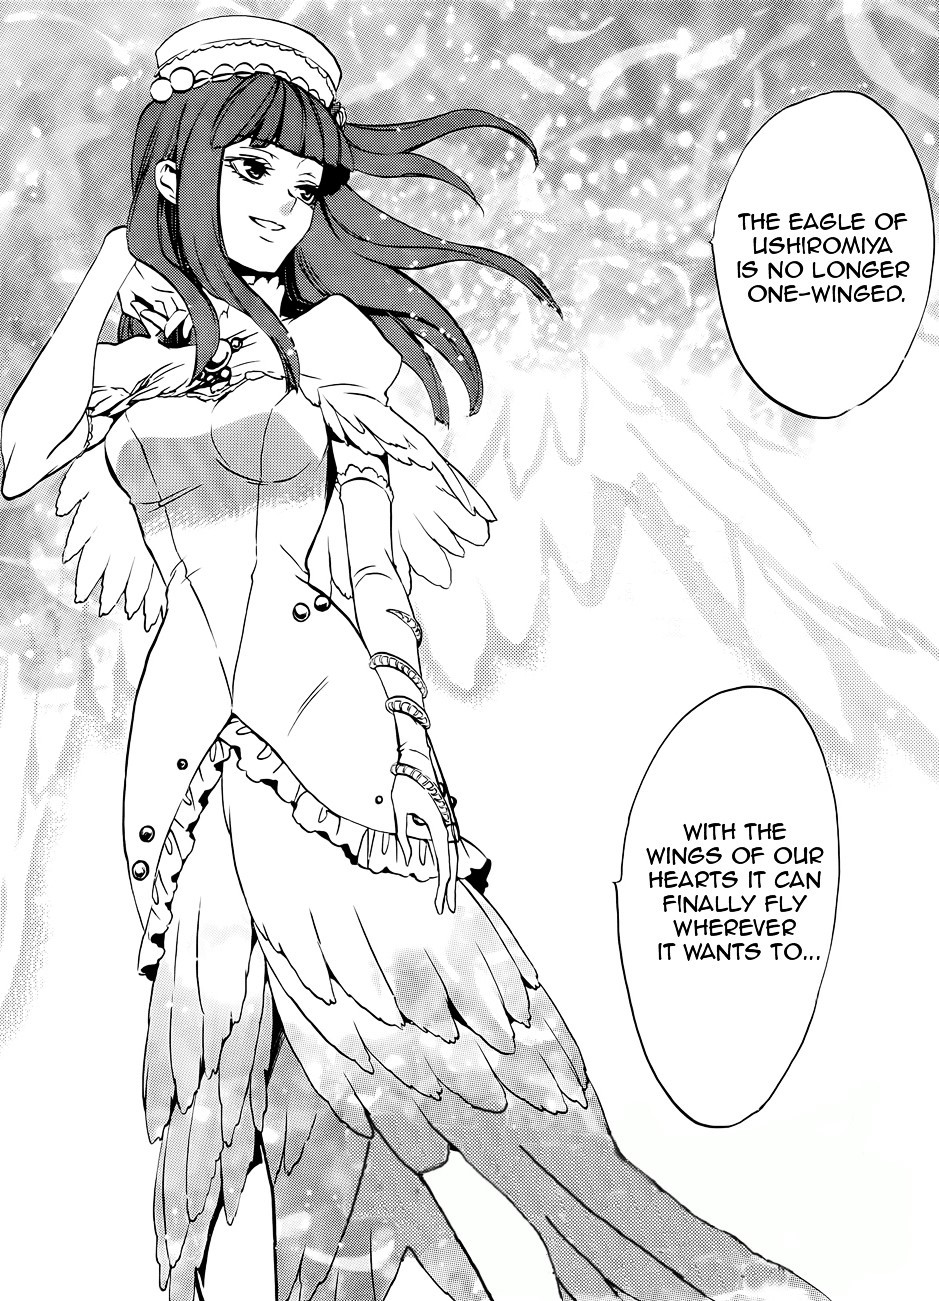 THE EAGLE OF
USHIROMIYA
IS NO LONGER
ONE-WINGED.
WITH THE
WINGS OF OUR
HEARTS IT CAN
FINALLY FLY
WHEREVER
IT WANTS TO...